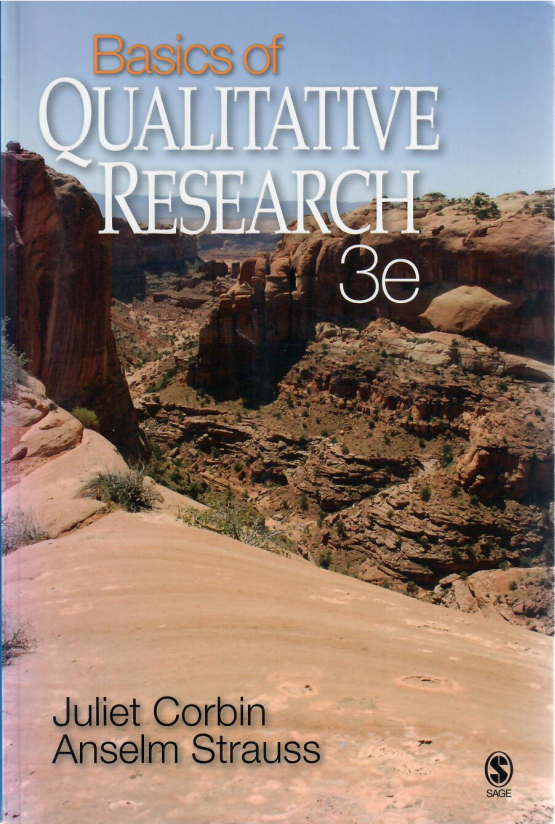 Basics of
QUALITATIVE
RESEARCH
3e
Juliet Corbin
Anselm Strauss
S
SAGE